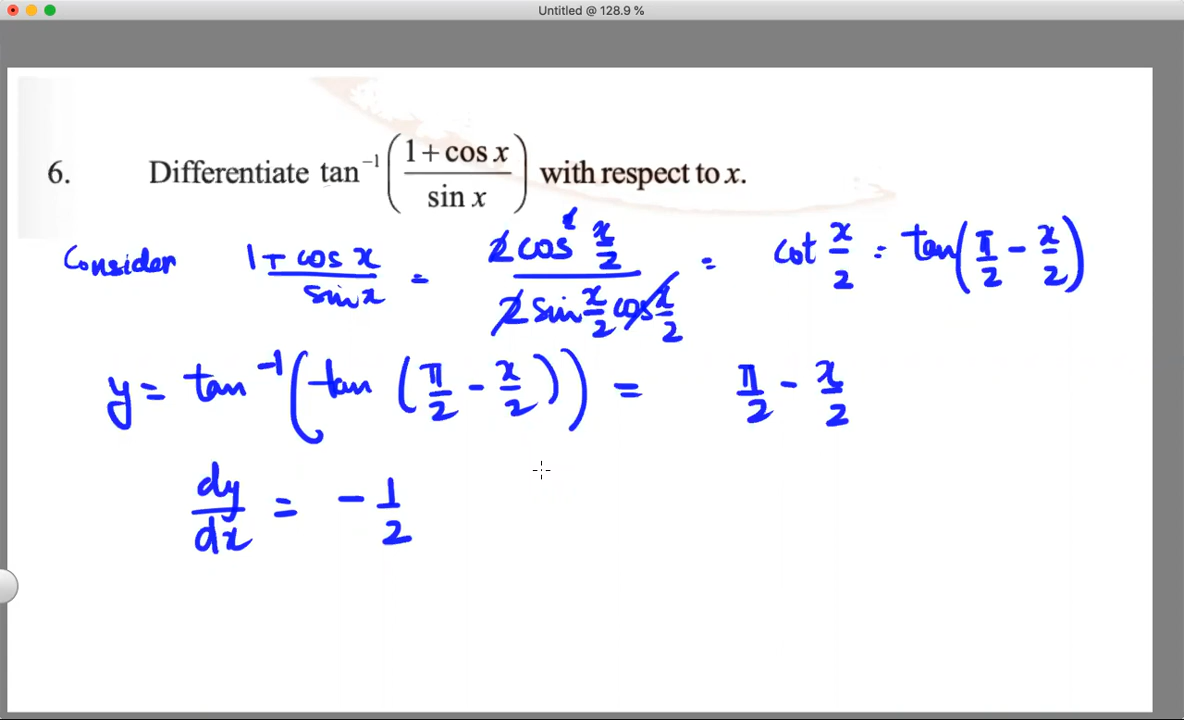 Untitled @ 128.9 %
6. Differentiate tan⁻¹ ((1 + cos x)/(sin x)) with respect to x.
Consider (1 + cos x)/(sin x) = (2cos² x/2)/(2 sin x/2 cos x/2) = cot x/2 = tan(π/2 - x/2)
y = tan⁻¹(tan(π/2 - x/2)) = π/2 - x/2
dy/dx = - 1/2